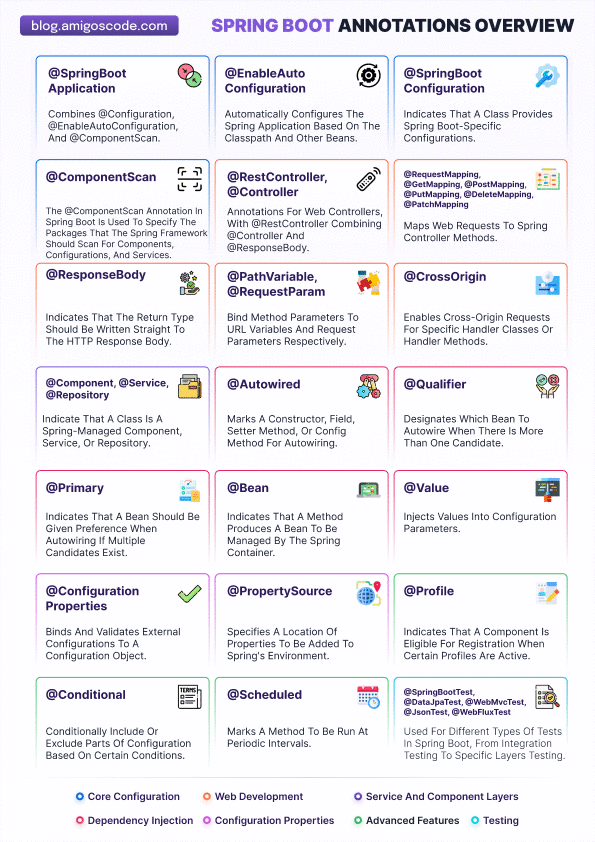 blog.amigoscode.com
SPRING BOOT ANNOTATIONS OVERVIEW
@SpringBoot
Application
Combines @Configuration,
@EnableAutoConfiguration,
And @ComponentScan.
@EnableAuto
Configuration
Automatically Configures The
Spring Application Based On The
Classpath And Other Beans.
@SpringBoot
Configuration
Indicates That A Class Provides
Spring Boot-Specific
Configurations.
@ComponentScan
The @ComponentScan Annotation In
Spring Boot Is Used To Specify The
Packages That The Spring Framework
Should Scan For Components,
Configurations, And Services.
@RestController,
@Controller
Annotations For Web Controllers,
With @RestController Combining
@Controller And
@ResponseBody.
@RequestMapping,
@GetMapping, @PostMapping,
@PutMapping, @DeleteMapping,
@PatchMapping
Maps Web Requests To Spring
Controller Methods.
@ResponseBody
Indicates That The Return Type
Should Be Written Straight To
The HTTP Response Body.
@PathVariable,
@RequestParam
Bind Method Parameters To
URL Variables And Request
Parameters Respectively.
@CrossOrigin
Enables Cross-Origin Requests
For Specific Handler Classes Or
Handler Methods.
@Component, @Service,
@Repository
Indicate That A Class Is A
Spring-Managed Component,
Service, Or Repository.
@Autowired
Marks A Constructor, Field,
Setter Method, Or Config
Method For Autowiring.
@Qualifier
Designates Which Bean To
Autowire When There Is More
Than One Candidate.
@Primary
Indicates That A Bean Should Be
Given Preference When
Autowiring If Multiple
Candidates Exist.
@Bean
Indicates That A Method
Produces A Bean To Be
Managed By The Spring
Container.
@Value
Injects Values Into Configuration
Parameters.
@Configuration
Properties
Binds And Validates External
Configurations To A
Configuration Object.
@PropertySource
Specifies A Location Of
Properties To Be Added To
Spring's Environment.
@Profile
Indicates That A Component Is
Eligible For Registration When
Certain Profiles Are Active.
@Conditional
TERMS
Conditionally Include Or
Exclude Parts Of Configuration
Based On Certain Conditions.
@Scheduled
Marks A Method To Be Run At
Periodic Intervals.
@SpringBootTest,
@DataJpaTest, @WebMvcTest,
@JsonTest, @WebFluxTest
Used For Different Types Of Tests
In Spring Boot, From Integration
Testing To Specific Layers Testing.
Core Configuration
Web Development
Service And Component Layers
Dependency Injection
Configuration Properties
Advanced Features
Testing